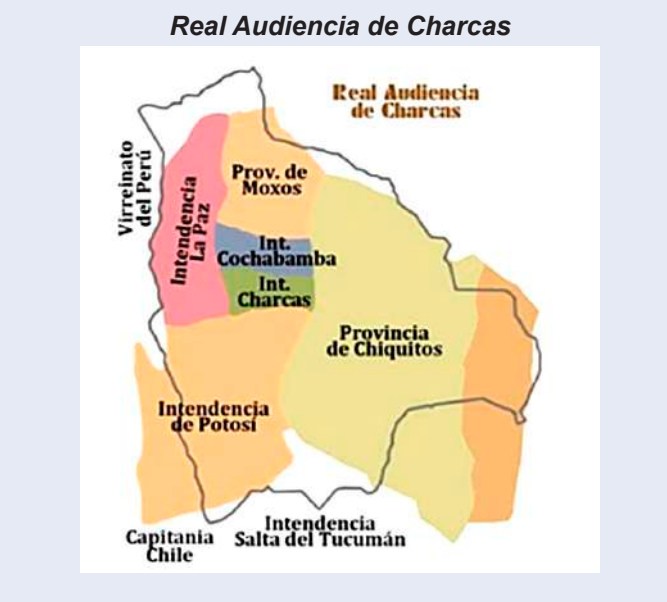 Real Audiencia de Charcas
Real Audiencia
de Charcas
Virreinato
del Perú
Prov. de
Moxos
Intendencia
La Paz
Int.
Cochabamba
Int.
Charcas
Provincia
de Chiquitos
Intendencia
de Potosí
Intendencia
Salta del Tucumán
Capitania
Chile